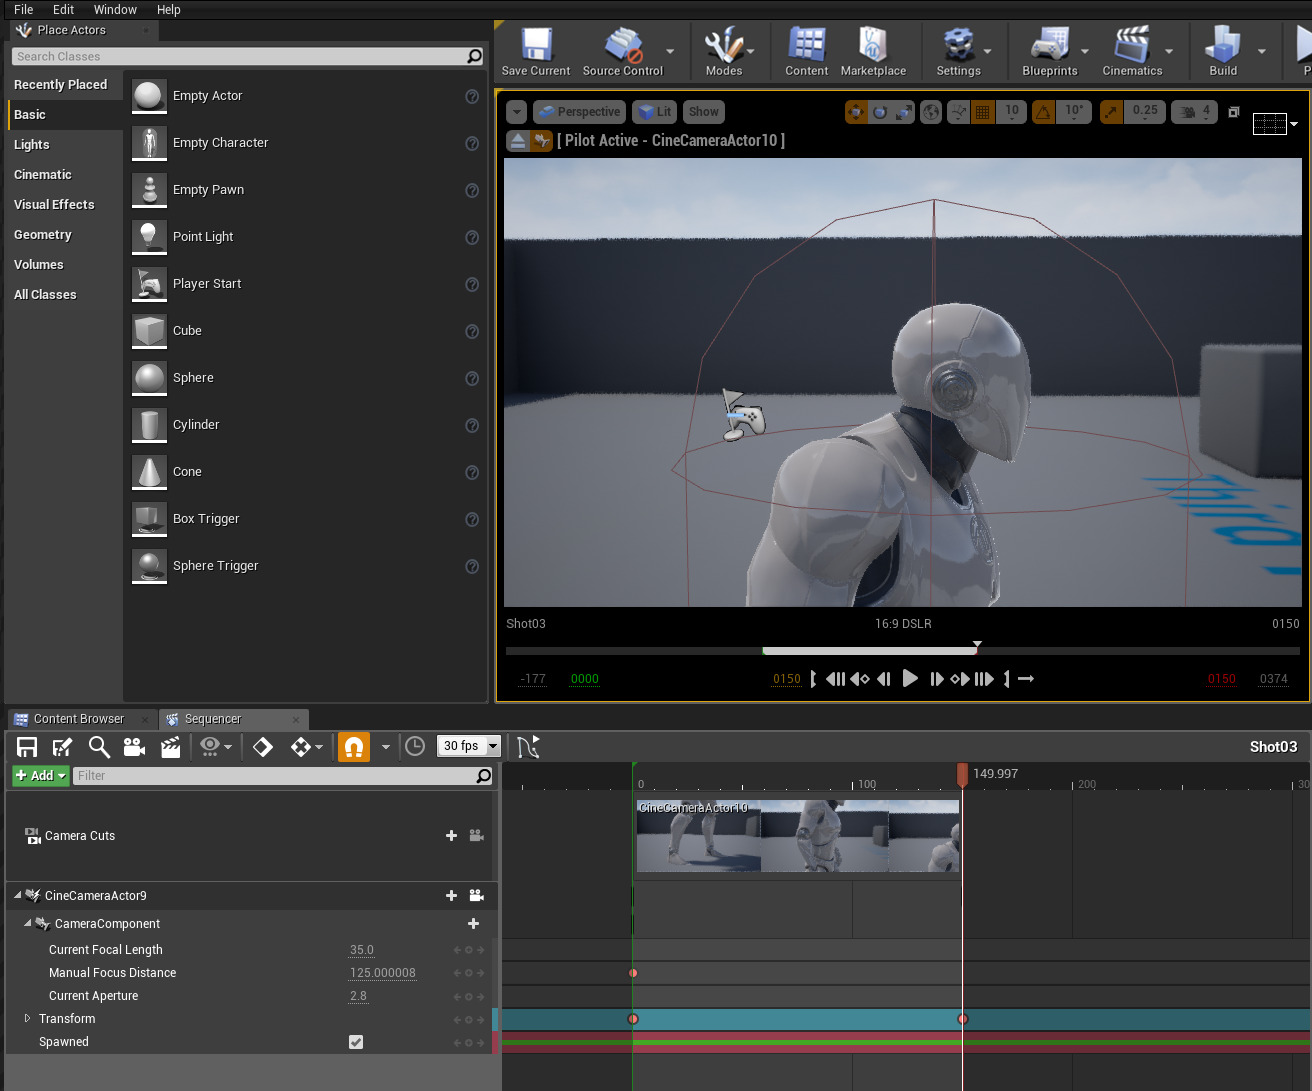 File Edit Window Help
Place Actors
Search Classes
Recently Placed
Basic
Lights
Cinematic
Visual Effects
Geometry
Volumes
All Classes
Empty Actor
Empty Character
Empty Pawn
Point Light
Player Start
Cube
Sphere
Cylinder
Cone
Box Trigger
Sphere Trigger
Save Current Source Control Modes Content Marketplace Settings Blueprints Cinematics Build
Perspective Lit Show 10 10° 0.25 4
[ Pilot Active - CineCameraActor10 ]
Shot03 16:9 DSLR 0150
-177 0000 0150 0150 0374
Content Browser Sequencer
30 fps Shot03
Add Filter
0 100 149.997 200
CineCameraActor10
Camera Cuts
CineCameraActor9
CameraComponent
Current Focal Length 35.0
Manual Focus Distance 125.000008
Current Aperture 2.8
Transform
Spawned